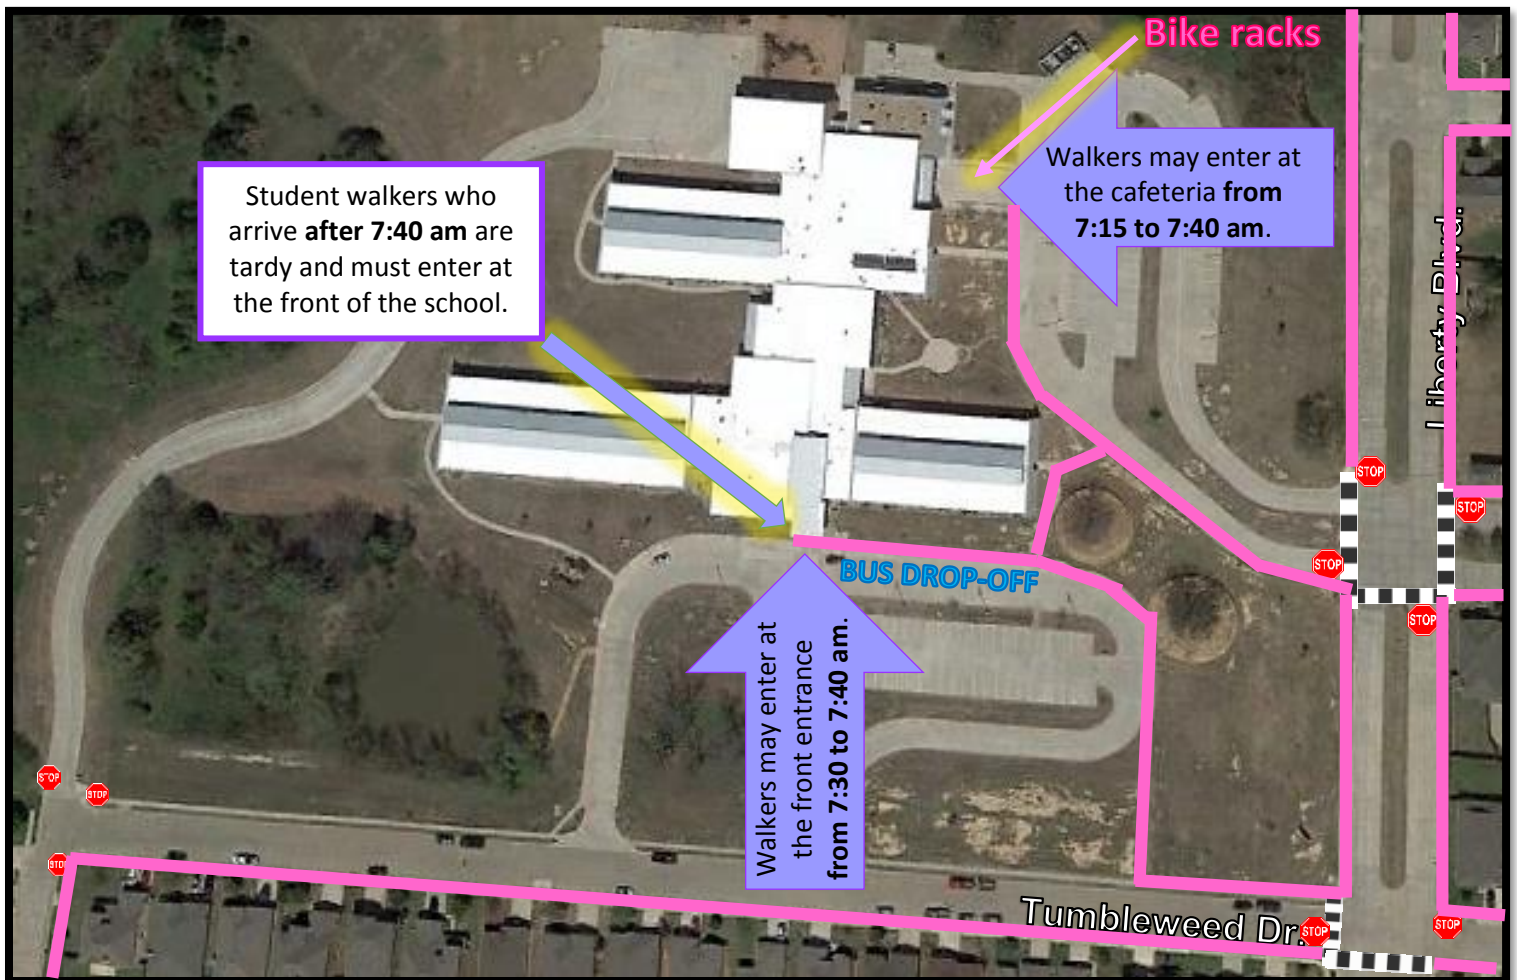 Bike racks
Walkers may enter at
the cafeteria from
7:15 to 7:40 am.
Student walkers who
arrive after 7:40 am are
tardy and must enter at
the front of the school.
Liberty Blvd.
STOP
STOP
STOP
STOP
BUS DROP-OFF
Walkers may enter at
the front entrance
from 7:30 to 7:40 am.
STOP
STOP
STOP
Tumbleweed Dr.
STOP
STOP